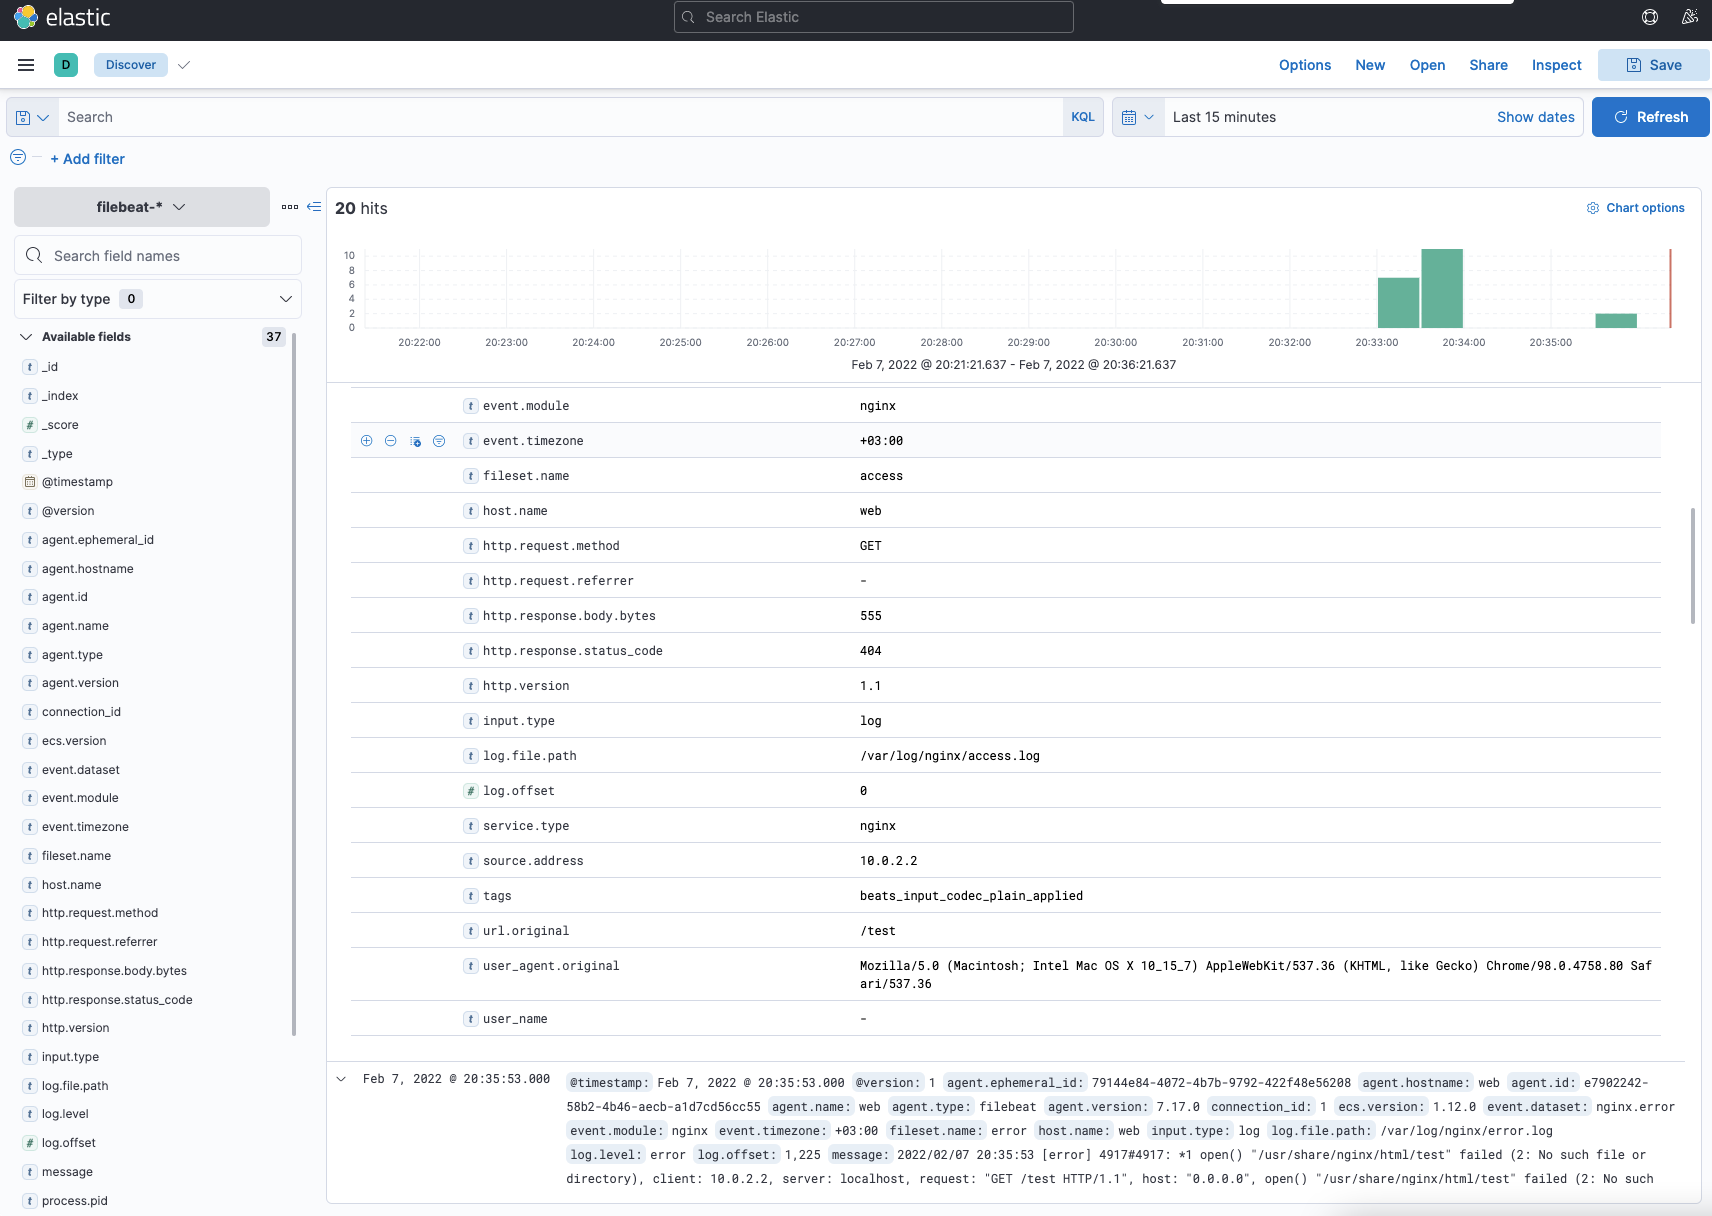 elastic
Search Elastic
D
Discover
Options New Open Share Inspect Save
Search
KQL
Last 15 minutes
Show dates
Refresh
+ Add filter
filebeat-*
Search field names
Filter by type 0
Available fields 37
t _id
t _index
# _score
t _type
@timestamp
t @version
t agent.ephemeral_id
t agent.hostname
t agent.id
t agent.name
t agent.type
t agent.version
t connection_id
t ecs.version
t event.dataset
t event.module
t event.timezone
t fileset.name
t host.name
t http.request.method
t http.request.referrer
t http.response.body.bytes
t http.response.status_code
t http.version
t input.type
t log.file.path
t log.level
# log.offset
t message
t process.pid
20 hits
Chart options
10
8
6
4
2
0
20:22:00 20:23:00 20:24:00 20:25:00 20:26:00 20:27:00 20:28:00 20:29:00 20:30:00 20:31:00 20:32:00 20:33:00 20:34:00 20:35:00
Feb 7, 2022 @ 20:21:21.637 - Feb 7, 2022 @ 20:36:21.637
t event.module nginx
t event.timezone +03:00
t fileset.name access
t host.name web
t http.request.method GET
t http.request.referrer -
t http.response.body.bytes 555
t http.response.status_code 404
t http.version 1.1
t input.type log
t log.file.path /var/log/nginx/access.log
# log.offset 0
t service.type nginx
t source.address 10.0.2.2
t tags beats_input_codec_plain_applied
t url.original /test
t user_agent.original Mozilla/5.0 (Macintosh; Intel Mac OS X 10_15_7) AppleWebKit/537.36 (KHTML, like Gecko) Chrome/98.0.4758.80 Saf
ari/537.36
t user_name -
Feb 7, 2022 @ 20:35:53.000 @timestamp: Feb 7, 2022 @ 20:35:53.000 @version: 1 agent.ephemeral_id: 79144e84-4072-4b7b-9792-422f48e56208 agent.hostname: web agent.id: e7902242-
58b2-4b46-aecb-a1d7cd56cc55 agent.name: web agent.type: filebeat agent.version: 7.17.0 connection_id: 1 ecs.version: 1.12.0 event.dataset: nginx.error
event.module: nginx event.timezone: +03:00 fileset.name: error host.name: web input.type: log log.file.path: /var/log/nginx/error.log
log.level: error log.offset: 1,225 message: 2022/02/07 20:35:53 [error] 4917#4917: *1 open() "/usr/share/nginx/html/test" failed (2: No such file or
directory), client: 10.0.2.2, server: localhost, request: "GET /test HTTP/1.1", host: "0.0.0.0", open() "/usr/share/nginx/html/test" failed (2: No such